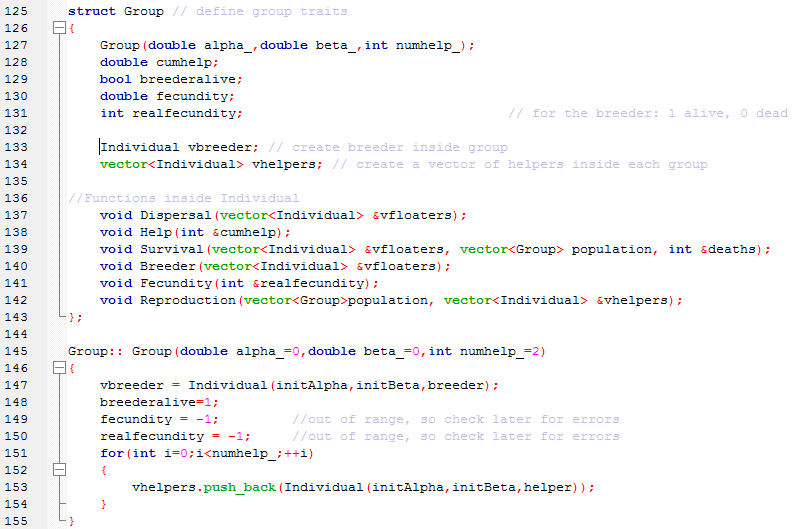 125 struct Group // define group traits
126 {
127 Group(double alpha_,double beta_,int numhelp_);
128 double cumhelp;
129 bool breederalive;
130 double fecundity;
131 int realfecundity; // for the breeder: 1 alive, 0 dead
132
133 Individual vbreeder; // create breeder inside group
134 vector<Individual> vhelpers; // create a vector of helpers inside each group
135
136 //Functions inside Individual
137 void Dispersal(vector<Individual> &vfloaters);
138 void Help(int &cumhelp);
139 void Survival(vector<Individual> &vfloaters, vector<Group> population, int &deaths);
140 void Breeder(vector<Individual> &vfloaters);
141 void Fecundity(int &realfecundity);
142 void Reproduction(vector<Group>population, vector<Individual> &vhelpers);
143 };
144
145 Group:: Group(double alpha_=0,double beta_=0,int numhelp_=2)
146 {
147 vbreeder = Individual(initAlpha,initBeta,breeder);
148 breederalive=1;
149 fecundity = -1; //out of range, so check later for errors
150 realfecundity = -1; //out of range, so check later for errors
151 for(int i=0;i<numhelp_;++i)
152 {
153 vhelpers.push_back(Individual(initAlpha,initBeta,helper));
154 }
155 }